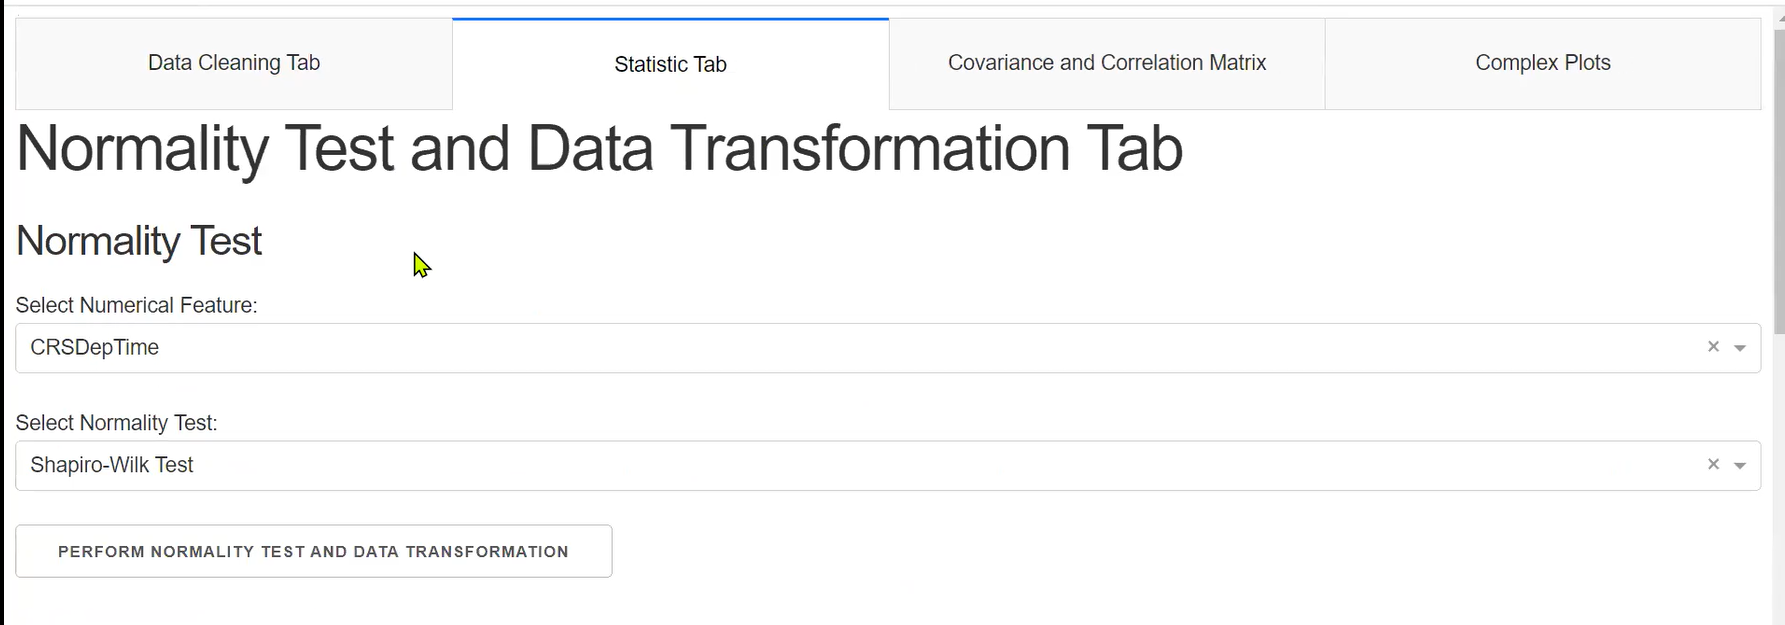 Data Cleaning Tab
Statistic Tab
Covariance and Correlation Matrix
Complex Plots
Normality Test and Data Transformation Tab
Normality Test
Select Numerical Feature:
CRSDepTime
Select Normality Test:
Shapiro-Wilk Test
PERFORM NORMALITY TEST AND DATA TRANSFORMATION